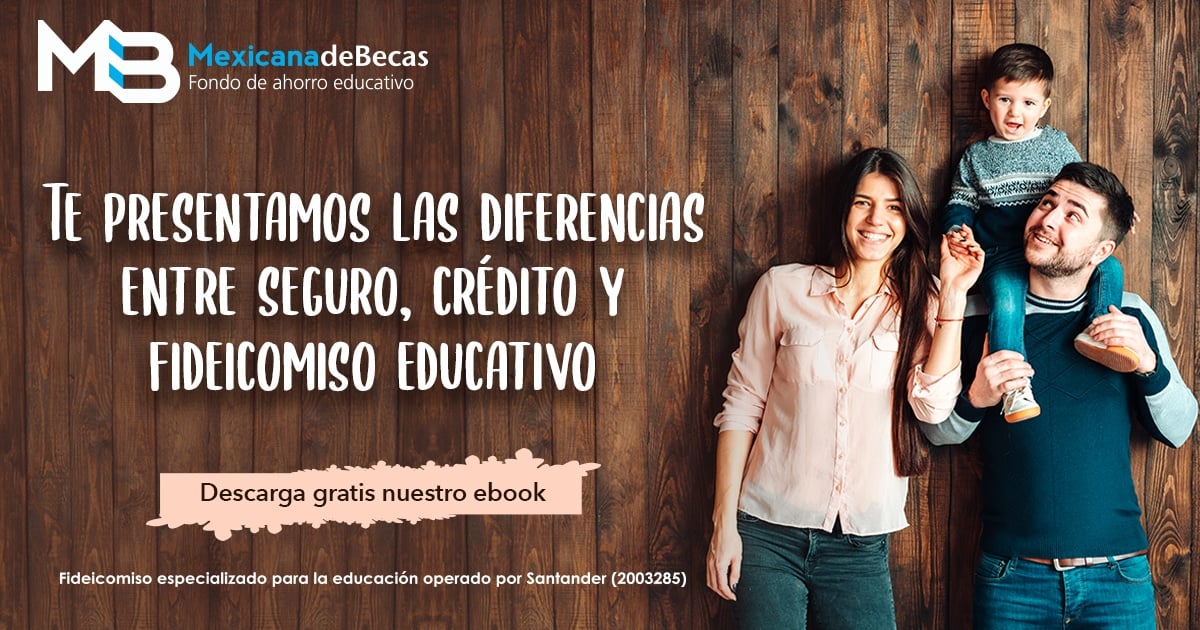 MB
MexicanadeBecas
Fondo de ahorro educativo
TE PRESENTAMOS LAS DIFERENCIAS
ENTRE SEGURO, CRÉDITO Y
FIDEICOMISO EDUCATIVO
Descarga gratis nuestro ebook
Fideicomiso especializado para la educación operado por Santander (2003285)